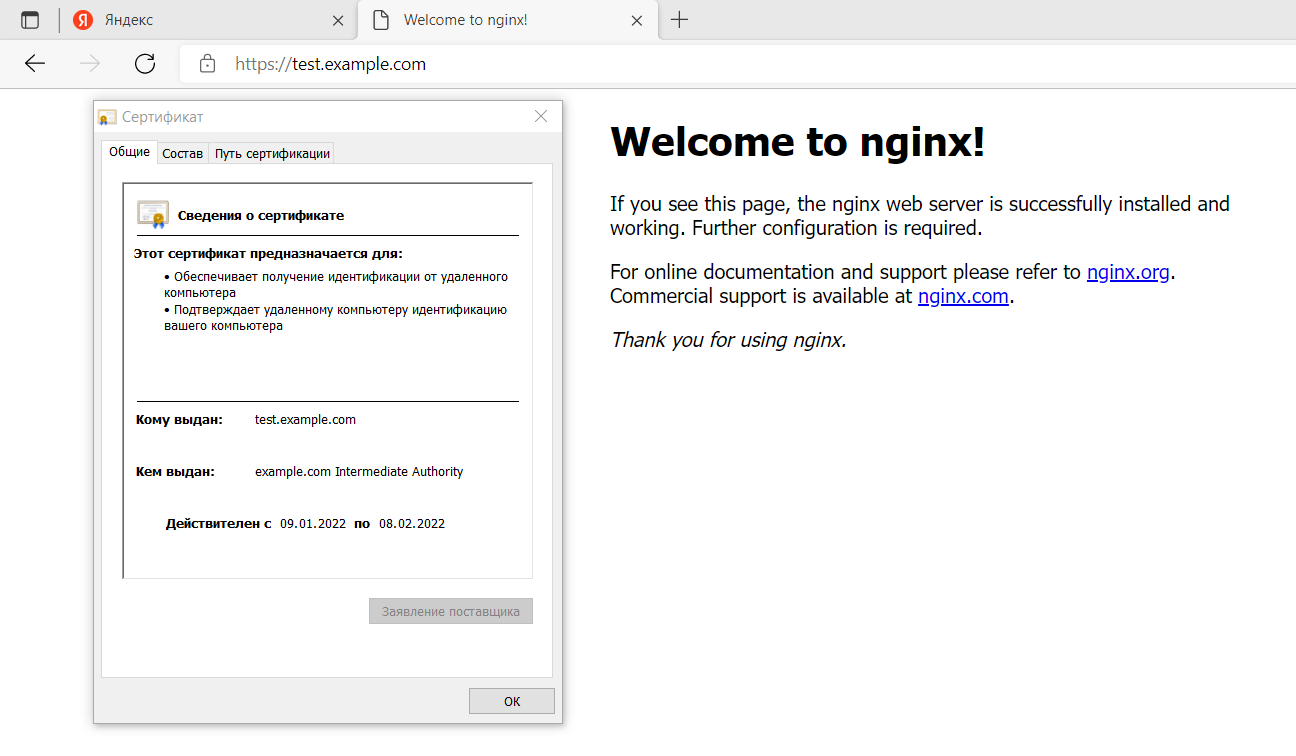 Яндекс
Welcome to nginx!
https://test.example.com
Сертификат
Общие
Состав
Путь сертификации
Сведения о сертификате
Этот сертификат предназначается для:
• Обеспечивает получение идентификации от удаленного
компьютера
• Подтверждает удаленному компьютеру идентификацию
вашего компьютера
Кому выдан: test.example.com
Кем выдан: example.com Intermediate Authority
Действителен с 09.01.2022 по 08.02.2022
Заявление поставщика
ОК
Welcome to nginx!
If you see this page, the nginx web server is successfully installed and
working. Further configuration is required.
For online documentation and support please refer to nginx.org.
Commercial support is available at nginx.com.
Thank you for using nginx.